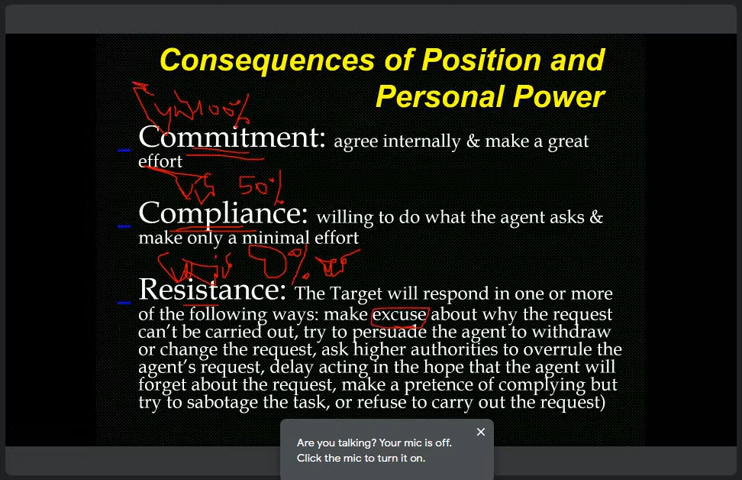 Consequences of Position and
Personal Power
100%
Commitment: agree internally & make a great
effort
50%
Compliance: willing to do what the agent asks &
make only a minimal effort
0%
Resistance: The Target will respond in one or more
of the following ways: make excuse about why the request
can't be carried out, try to persuade the agent to withdraw
or change the request, ask higher authorities to overrule the
agent's request, delay acting in the hope that the agent will
forget about the request, make a pretence of complying but
try to sabotage the task, or refuse to carry out the request)
Are you talking? Your mic is off.
Click the mic to turn it on.